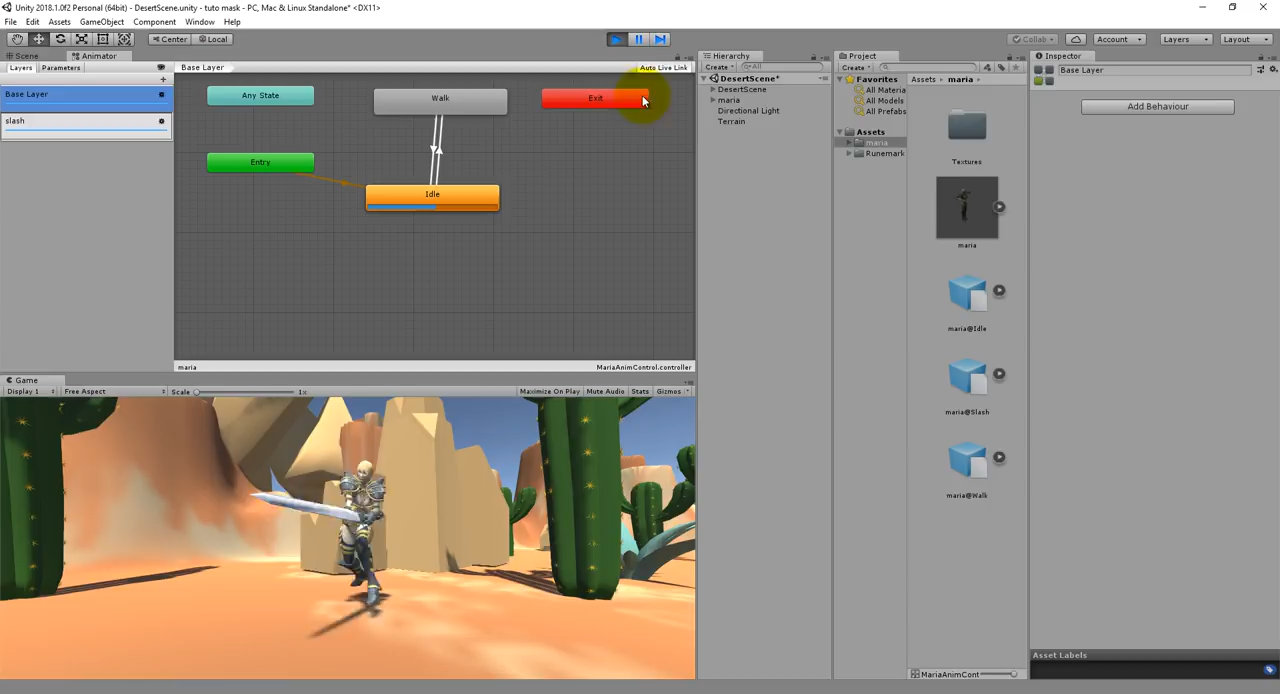 Unity 2018.1.0f2 Personal (64bit) - DesertScene.unity - tuto mask - PC, Mac & Linux Standalone* <DX11>
File Edit Assets GameObject Component Window Help
Center Local Collab Account Layers Layout
Scene Animator
Layers Parameters Base Layer Auto Live Link
Base Layer
slash
Any State
Walk
Exit
Entry
Idle
maria MariaAnimControl.controller
Game
Display 1 Free Aspect Scale 1x Maximize On Play Mute Audio Stats Gizmos
Hierarchy
Create All
DesertScene*
DesertScene
maria
Directional Light
Terrain
Project
Create
Favorites
All Materia
All Models
All Prefabs
Assets
maria
Runemark
Assets maria
Textures
maria
maria@Idle
maria@Slash
maria@Walk
MariaAnimCont
Inspector
Base Layer
Add Behaviour
Asset Labels